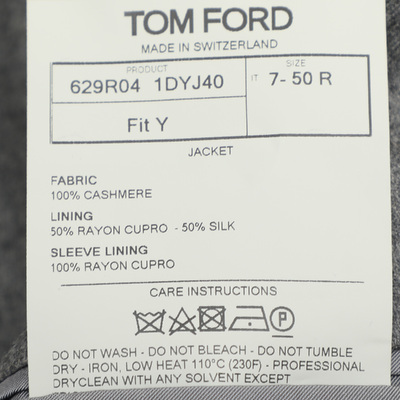 TOM FORD
MADE IN SWITZERLAND
PRODUCT SIZE
629R04 1DYJ40 IT 7- 50 R
Fit Y
JACKET
FABRIC
100% CASHMERE
LINING
50% RAYON CUPRO - 50% SILK
SLEEVE LINING
100% RAYON CUPRO
CARE INSTRUCTIONS
P
DO NOT WASH - DO NOT BLEACH - DO NOT TUMBLE
DRY - IRON, LOW HEAT 110°C (230F) - PROFESSIONAL
DRYCLEAN WITH ANY SOLVENT EXCEPT